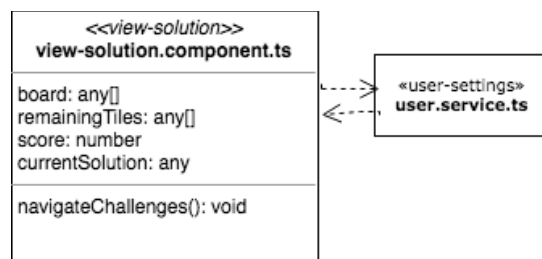 <<view-solution>>
view-solution.component.ts
board: any[]
remainingTiles: any[]
score: number
currentSolution: any
navigateChallenges(): void
«user-settings»
user.service.ts